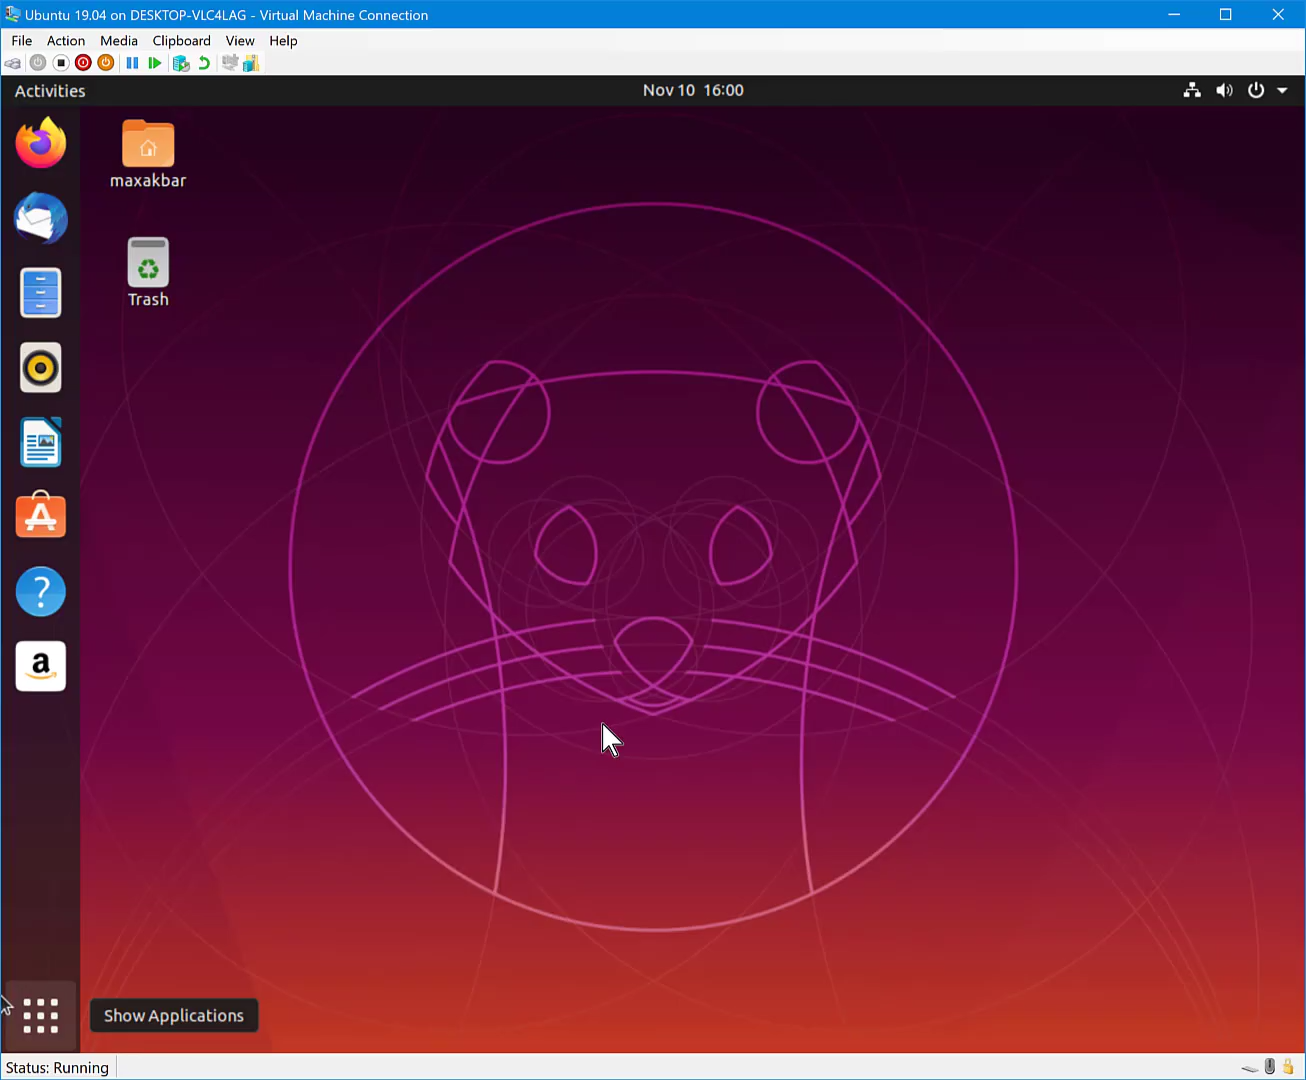 Ubuntu 19.04 on DESKTOP-VLC4LAG - Virtual Machine Connection
File Action Media Clipboard View Help
Activities
Nov 10 16:00
maxakbar
Trash
Show Applications
Status: Running